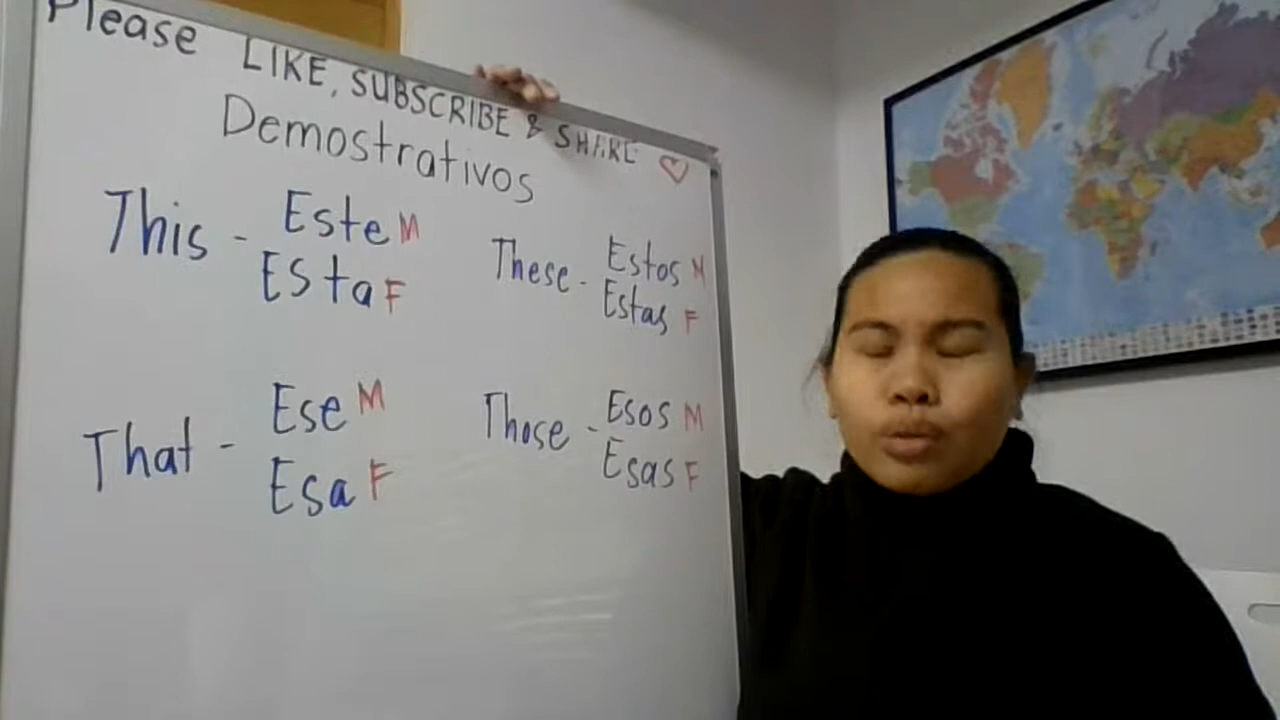 Please LIKE, SUBSCRIBE & SHARE
Demostrativos
This - Este M
Esta F
These - Estos M
Estas F
That - Ese M
Esa F
Those - Esos M
Esas F